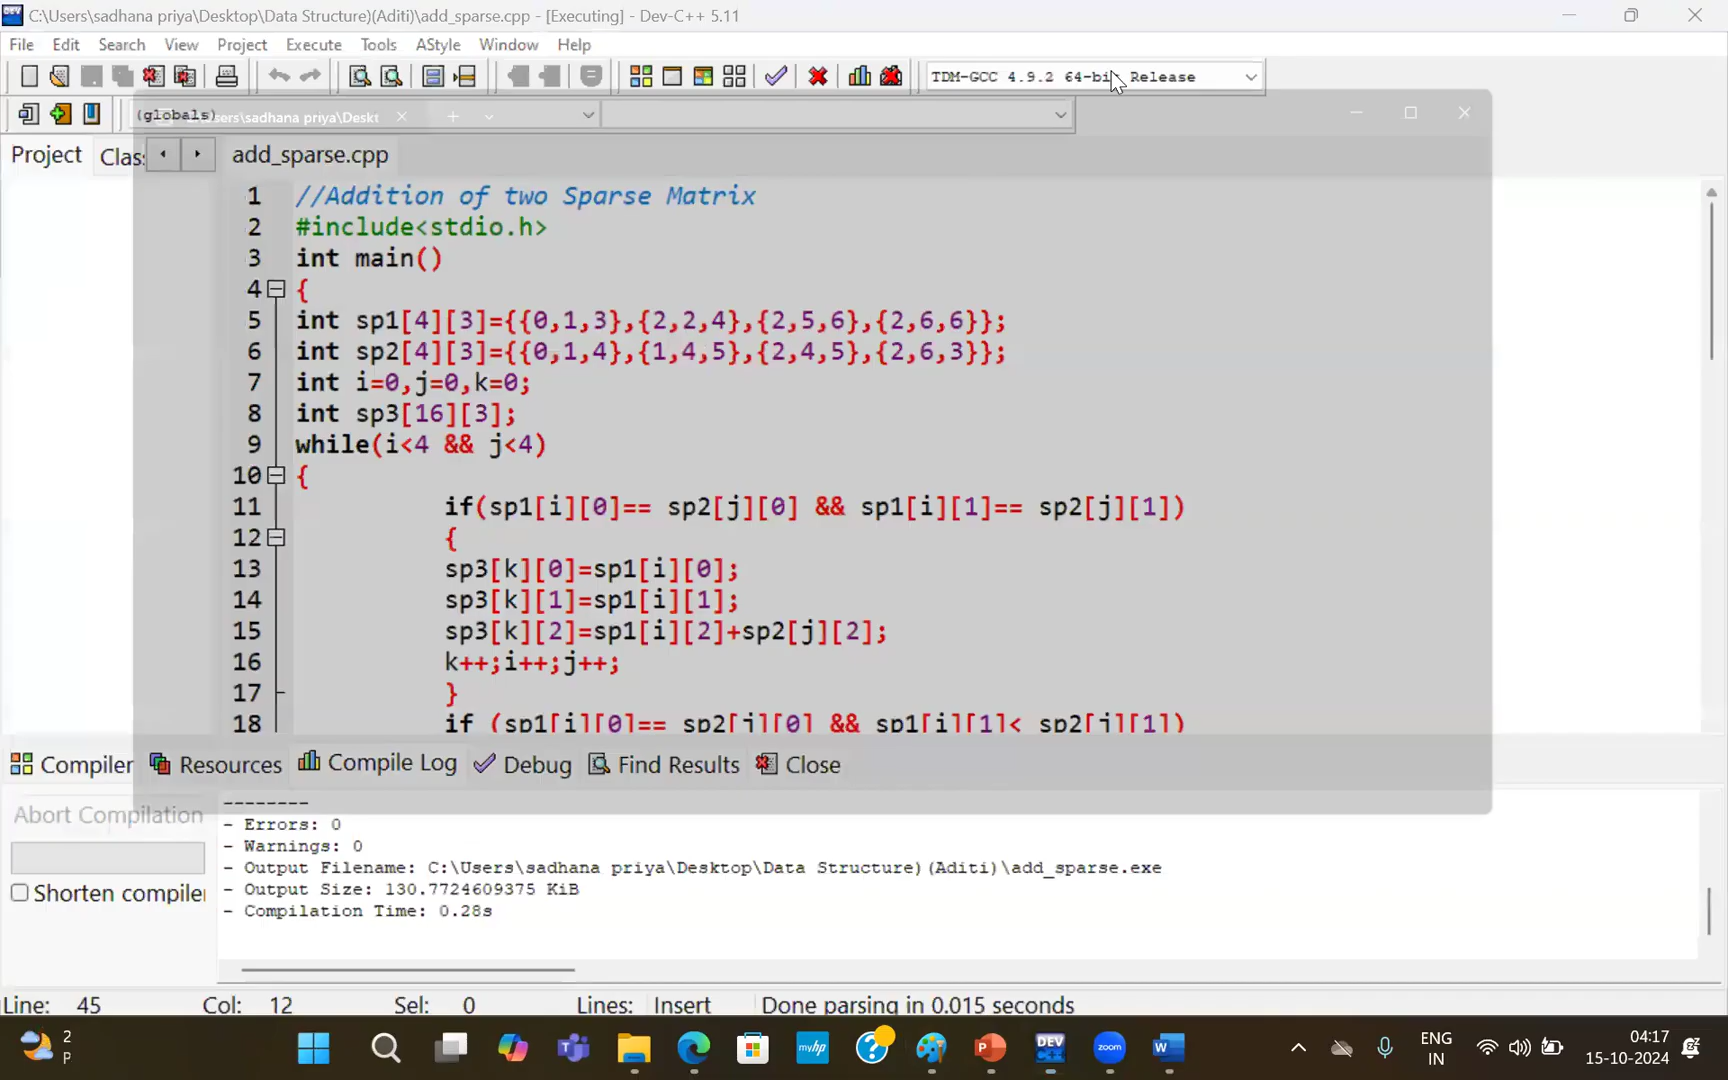 C:\Users\sadhana priya\Desktop\Data Structure)(Aditi)\add_sparse.cpp - [Executing] - Dev-C++ 5.11
File Edit Search View Project Execute Tools AStyle Window Help
TDM-GCC 4.9.2 64-bit Release
(globals)
sers\sadhana priya\Deskt
Project Clas add_sparse.cpp
1 //Addition of two Sparse Matrix
2 #include<stdio.h>
3 int main()
4 {
5 int sp1[4][3]={{0,1,3},{2,2,4},{2,5,6},{2,6,6}};
6 int sp2[4][3]={{0,1,4},{1,4,5},{2,4,5},{2,6,3}};
7 int i=0,j=0,k=0;
8 int sp3[16][3];
9 while(i<4 && j<4)
10 {
11 if(sp1[i][0]== sp2[j][0] && sp1[i][1]== sp2[j][1])
12 {
13 sp3[k][0]=sp1[i][0];
14 sp3[k][1]=sp1[i][1];
15 sp3[k][2]=sp1[i][2]+sp2[j][2];
16 k++;i++;j++;
17 }
18 if (sp1[i][0]== sp2[j][0] && sp1[i][1]< sp2[j][1])
Compiler Resources Compile Log Debug Find Results Close
Abort Compilation
Shorten compiler
--------
- Errors: 0
- Warnings: 0
- Output Filename: C:\Users\sadhana priya\Desktop\Data Structure)(Aditi)\add_sparse.exe
- Output Size: 130.7724609375 KiB
- Compilation Time: 0.28s
Line: 45 Col: 12 Sel: 0 Lines: Insert Done parsing in 0.015 seconds
2
P
DEV
C++
myhp
zoom
ENG
IN
04:17
15-10-2024